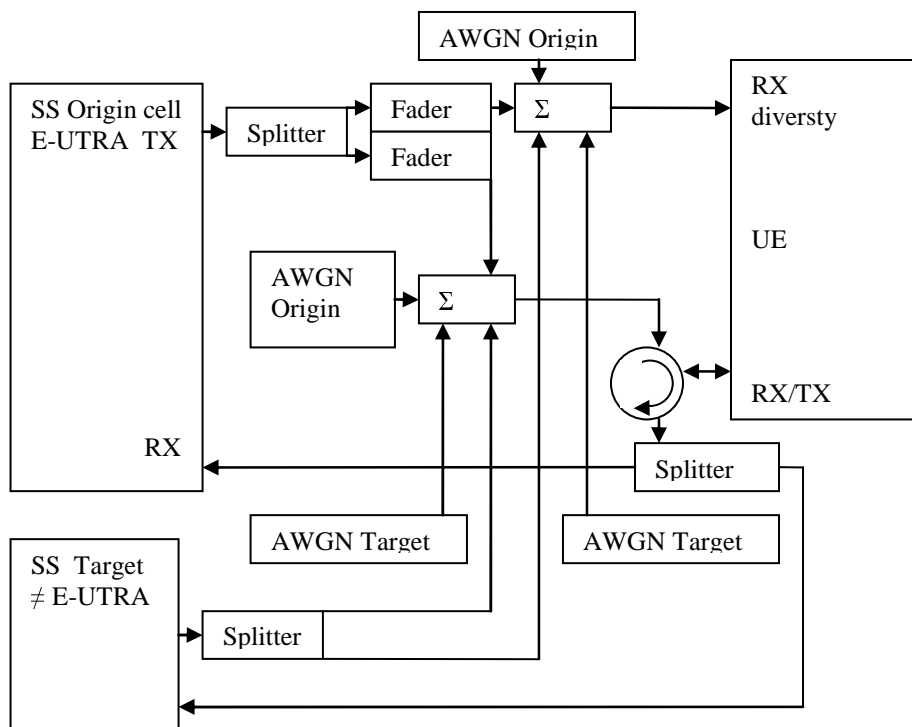 AWGN Origin
SS Origin cell
E-UTRA TX
Splitter
Fader
Fader
Σ
RX
diversty
UE
AWGN
Origin
Σ
RX/TX
RX
Splitter
AWGN Target
AWGN Target
SS Target
≠ E-UTRA
Splitter